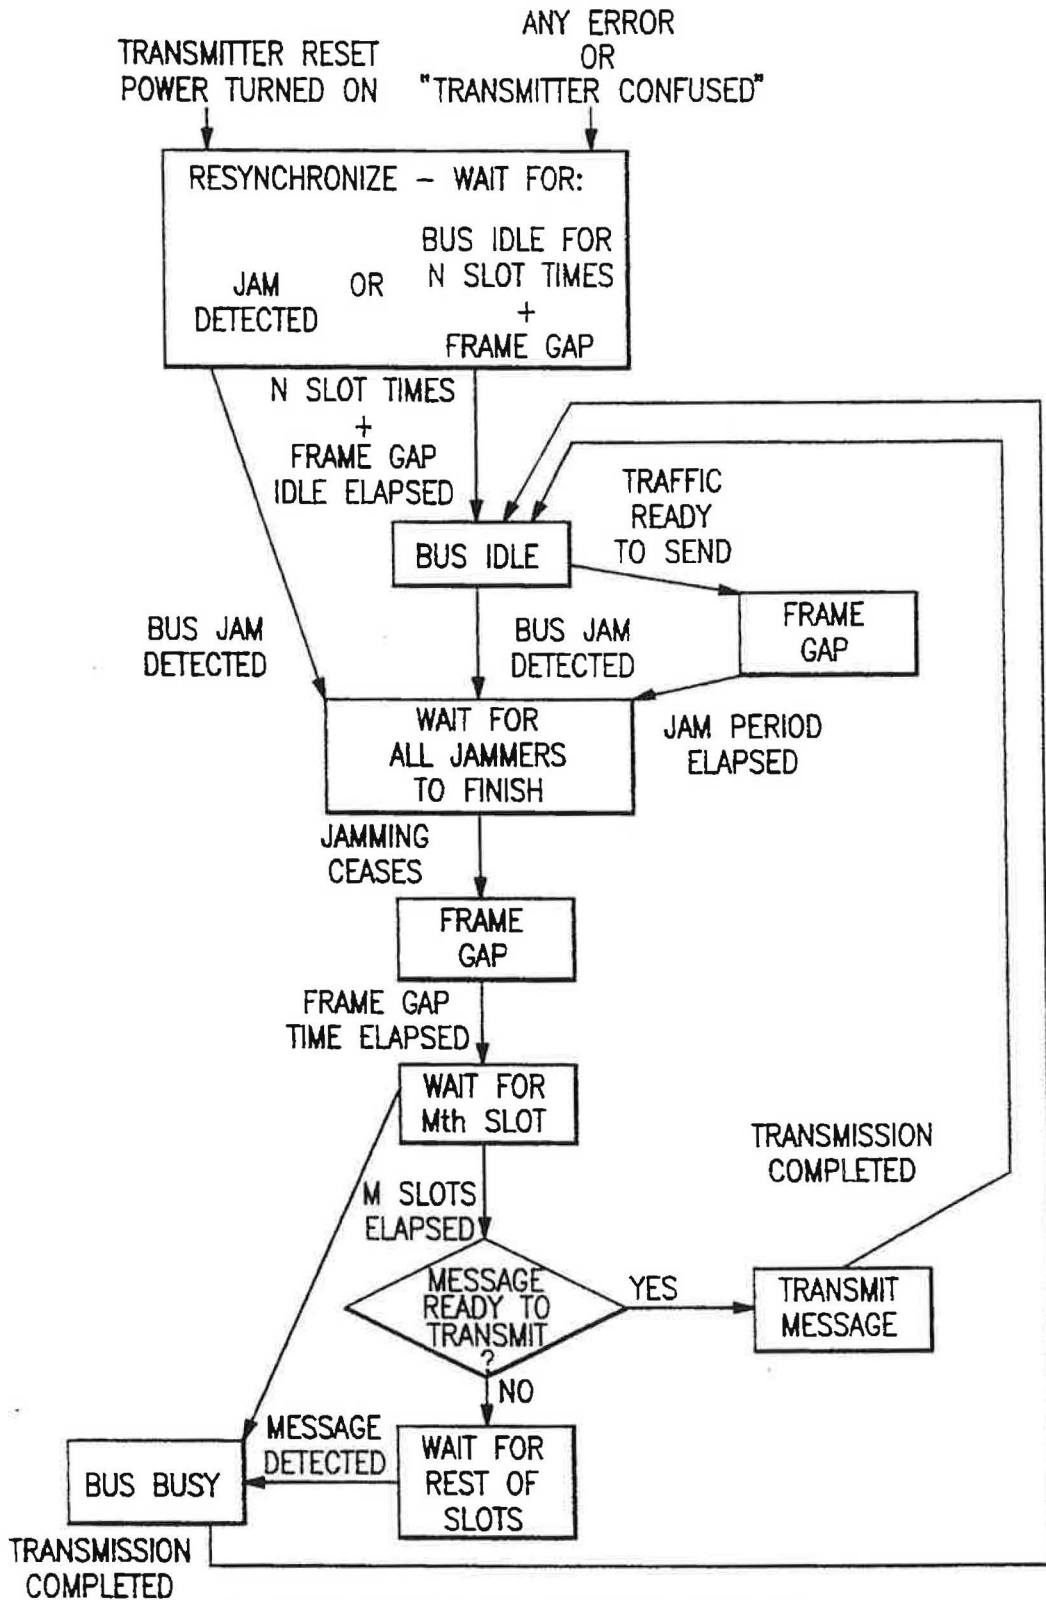 TRANSMITTER RESET
POWER TURNED ON
ANY ERROR
OR
"TRANSMITTER CONFUSED"
RESYNCHRONIZE - WAIT FOR:
JAM
DETECTED
OR
BUS IDLE FOR
N SLOT TIMES
+
FRAME GAP
N SLOT TIMES
+
FRAME GAP
IDLE ELAPSED
BUS IDLE
TRAFFIC
READY
TO SEND
FRAME
GAP
BUS JAM
DETECTED
BUS JAM
DETECTED
JAM PERIOD
ELAPSED
WAIT FOR
ALL JAMMERS
TO FINISH
JAMMING
CEASES
FRAME
GAP
FRAME GAP
TIME ELAPSED
WAIT FOR
Mth SLOT
M SLOTS
ELAPSED
MESSAGE
READY TO
TRANSMIT
?
YES
TRANSMIT
MESSAGE
TRANSMISSION
COMPLETED
NO
WAIT FOR
REST OF
SLOTS
MESSAGE
DETECTED
BUS BUSY
TRANSMISSION
COMPLETED